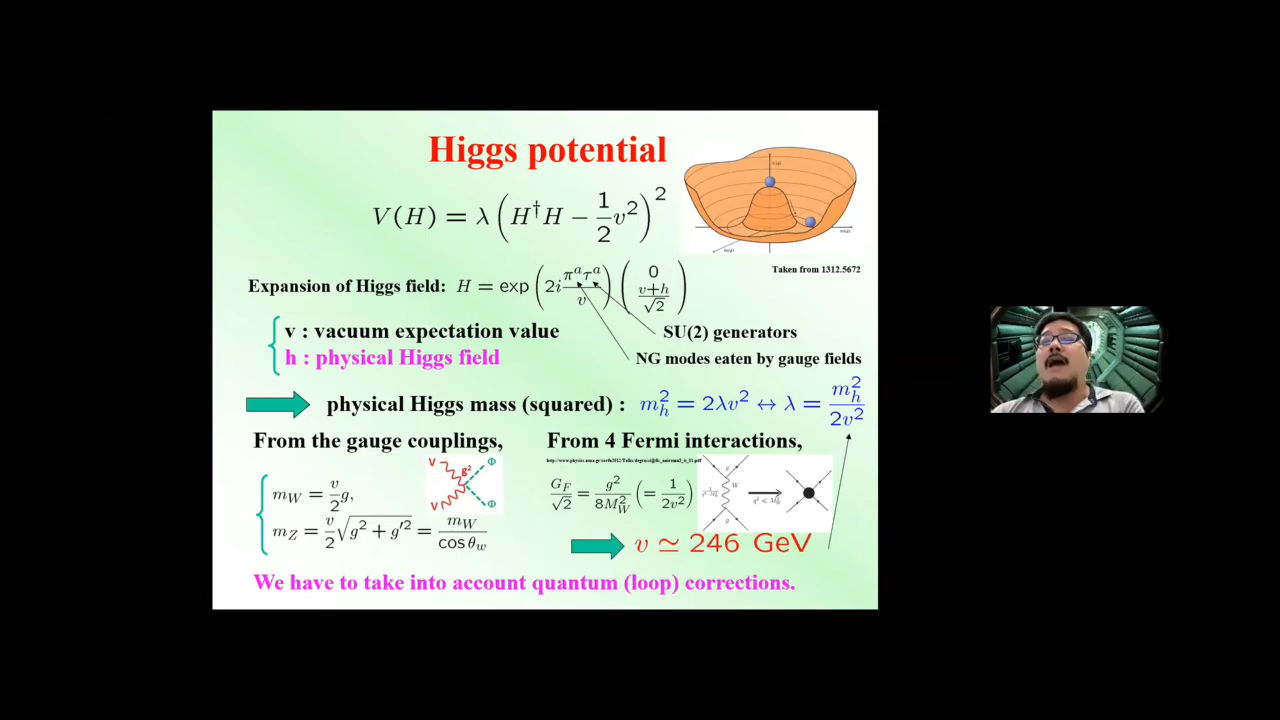 Higgs potential
V(H) = λ (H†H − 1/2 v²)²
Taken from 1312.5672
Expansion of Higgs field: H = exp (2i π^a τ^a / v) ( 0 (v+h)/√2 )
v : vacuum expectation value
SU(2) generators
h : physical Higgs field
NG modes eaten by gauge fields
physical Higgs mass (squared) : m_h² = 2λv² ↔ λ = m_h² / 2v²
From the gauge couplings,
From 4 Fermi interactions,
V g² Φ
V Φ
m_W = v/2 g,
m_Z = v/2 √(g² + g′²) = m_W / cos θ_w
G_F/√2 = g²/8M_W² (= 1/2v²)
g
W
g
v ≃ 246 GeV
We have to take into account quantum (loop) corrections.